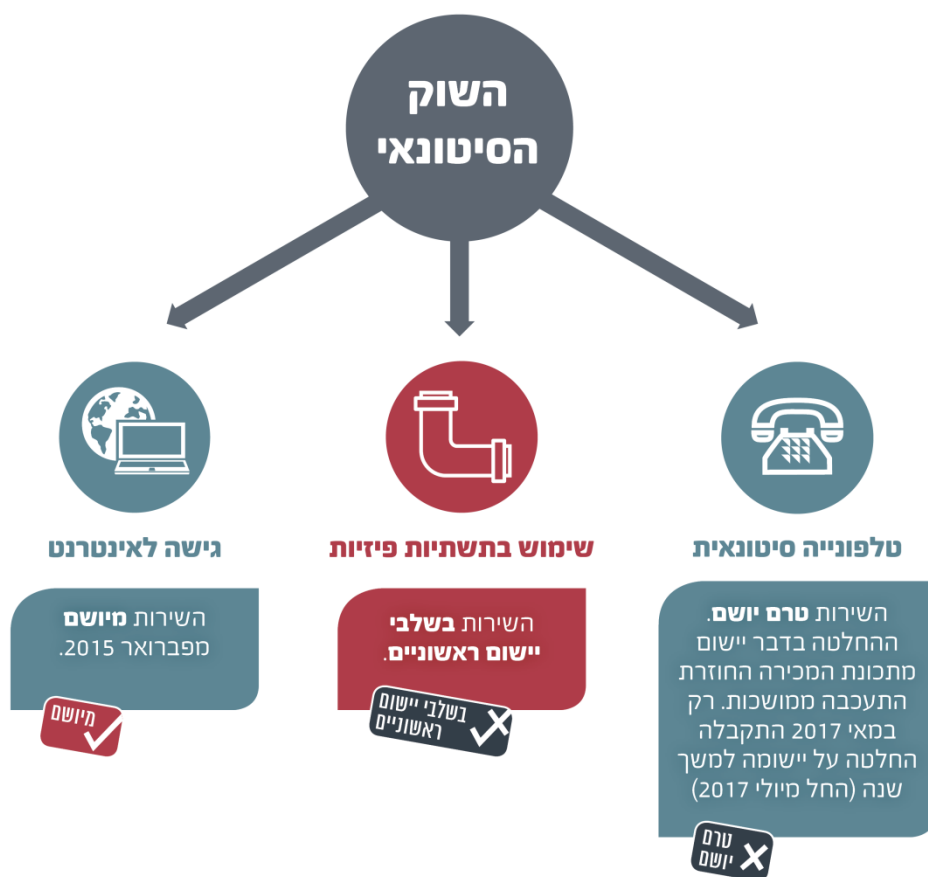 השוק
הסיטונאי
טלפונייה סיטונאית
השירות טרם יושם.
ההחלטה בדבר יישום
מתכונת המכירה החוזרת
התעכבה ממושכות. רק
במאי 2017 התקבלה
החלטה על יישומה למשך
שנה (החל מיולי 2017)
טרם
יושם
שימוש בתשתיות פיזיות
השירות בשלבי
יישום ראשוניים.
בשלבי יישום
ראשוניים
גישה לאינטרנט
השירות מיושם
מפברואר 2015.
מיושם